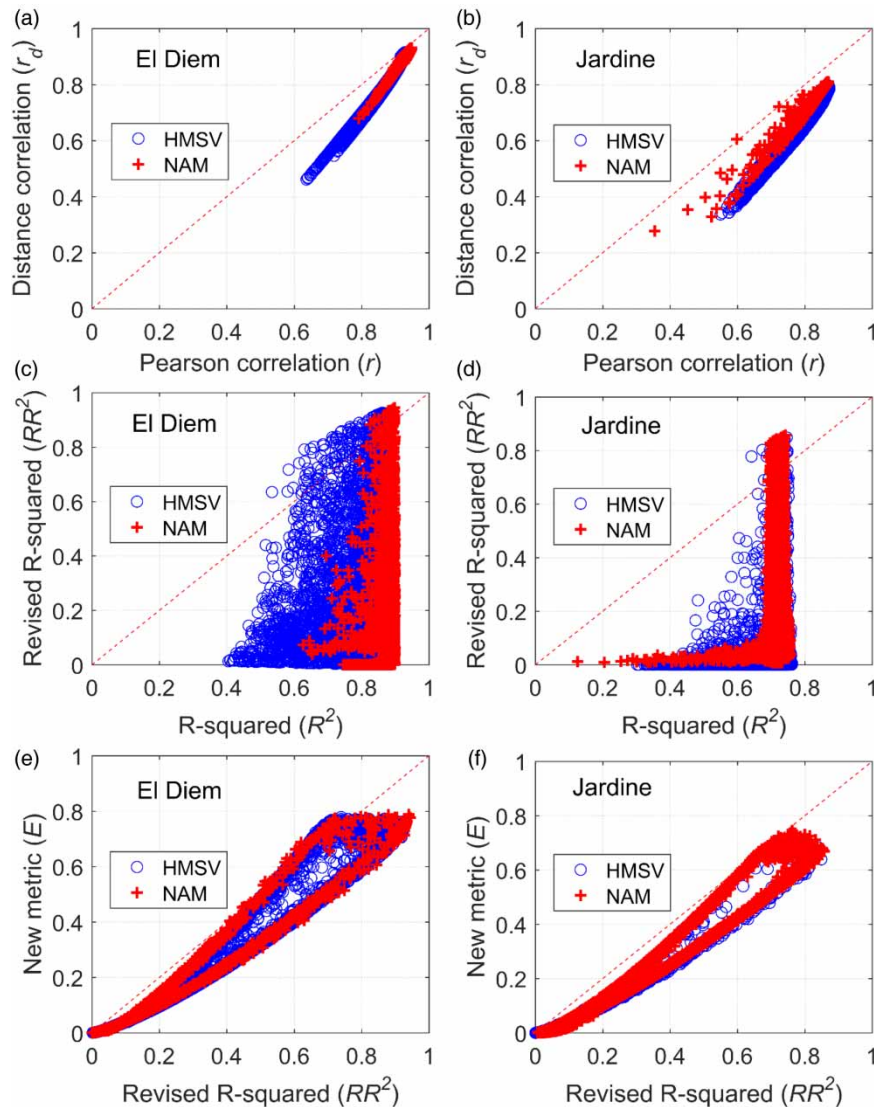 (a)
El Diem
HMSV
NAM
Distance correlation (r_d)
1
0.8
0.6
0.4
0.2
0
0 0.2 0.4 0.6 0.8 1
Pearson correlation (r)
(b)
Jardine
HMSV
NAM
Distance correlation (r_d)
1
0.8
0.6
0.4
0.2
0
0 0.2 0.4 0.6 0.8 1
Pearson correlation (r)
(c)
El Diem
HMSV
NAM
Revised R-squared (RR²)
1
0.8
0.6
0.4
0.2
0
0 0.2 0.4 0.6 0.8 1
R-squared (R²)
(d)
Jardine
HMSV
NAM
Revised R-squared (RR²)
1
0.8
0.6
0.4
0.2
0
0 0.2 0.4 0.6 0.8 1
R-squared (R²)
(e)
El Diem
HMSV
NAM
New metric (E)
1
0.8
0.6
0.4
0.2
0
0 0.2 0.4 0.6 0.8 1
Revised R-squared (RR²)
(f)
Jardine
HMSV
NAM
New metric (E)
1
0.8
0.6
0.4
0.2
0
0 0.2 0.4 0.6 0.8 1
Revised R-squared (RR²)